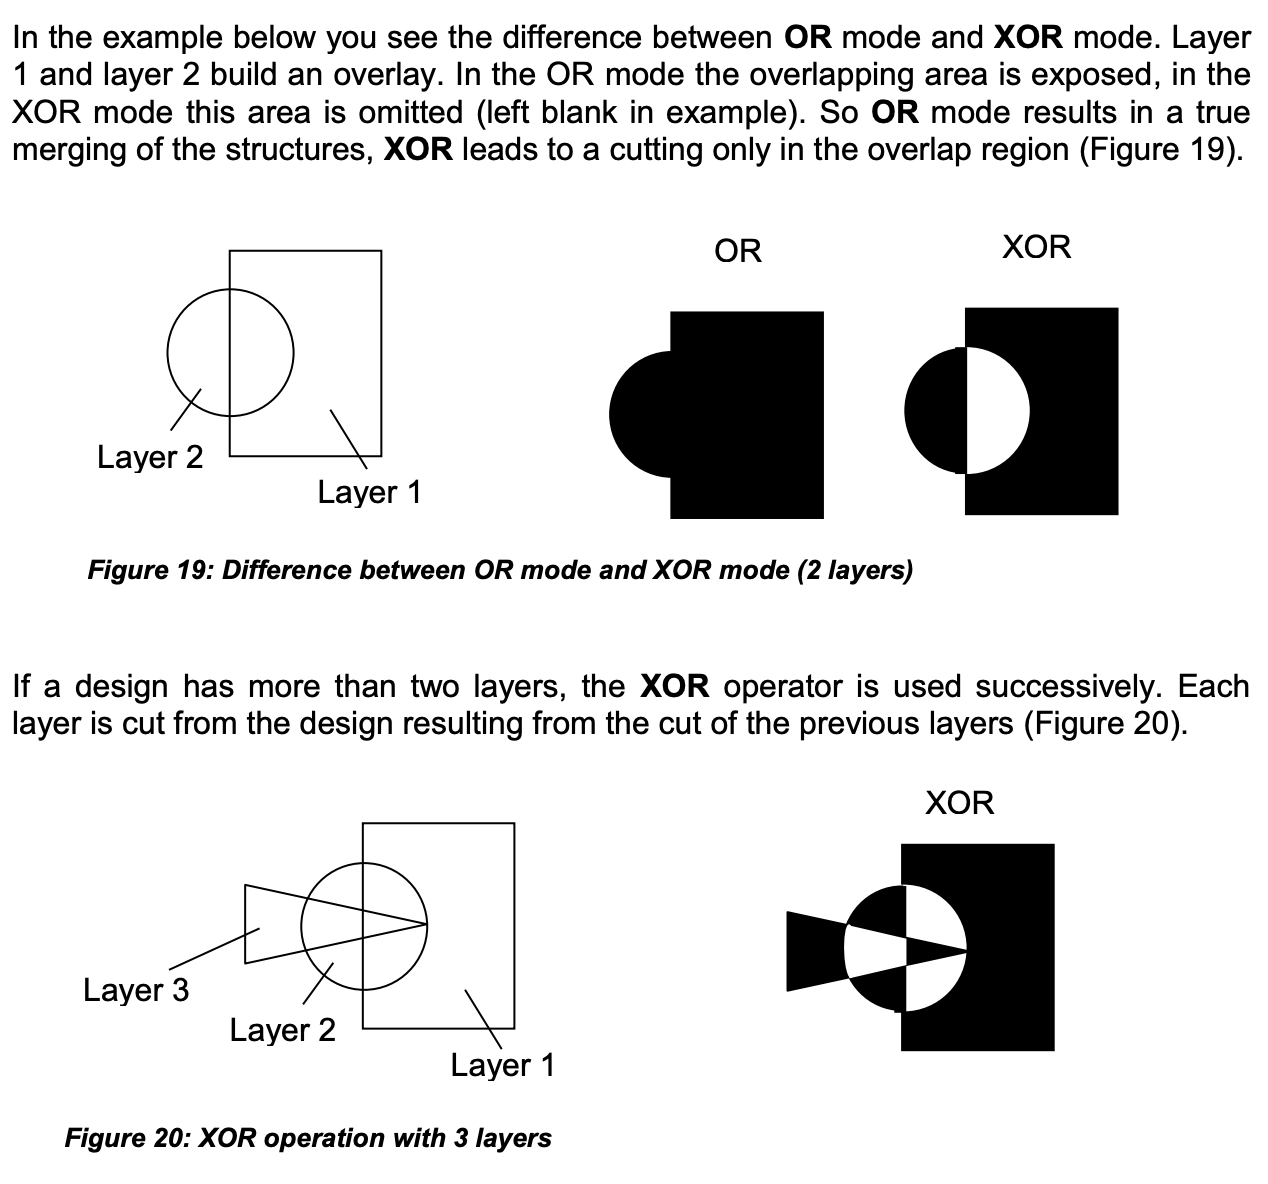 In the example below you see the difference between OR mode and XOR mode. Layer
1 and layer 2 build an overlay. In the OR mode the overlapping area is exposed, in the
XOR mode this area is omitted (left blank in example). So OR mode results in a true
merging of the structures, XOR leads to a cutting only in the overlap region (Figure 19).
OR
XOR
Layer 2
Layer 1
Figure 19: Difference between OR mode and XOR mode (2 layers)
If a design has more than two layers, the XOR operator is used successively. Each
layer is cut from the design resulting from the cut of the previous layers (Figure 20).
XOR
Layer 3
Layer 2
Layer 1
Figure 20: XOR operation with 3 layers